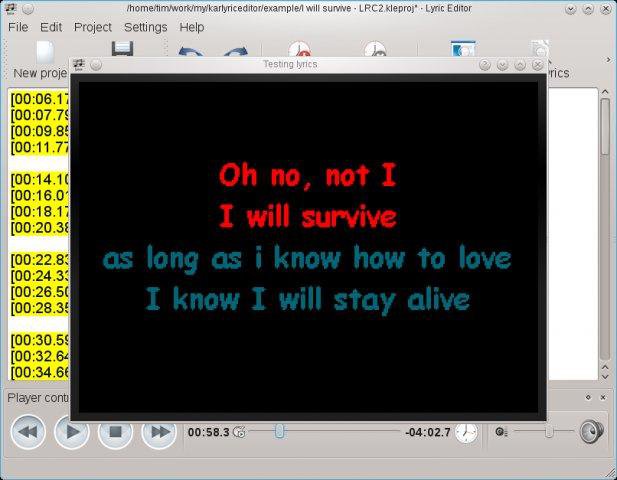 /home/tim/work/my/karlyriceditor/example/I will survive - LRC2.kleproj* - Lyric Editor
File Edit Project Settings Help
New proje
Testing lyrics
[00:06.17
[00:07.79
[00:09.85
[00:11.77
[00:14.10
[00:16.01
[00:18.17
[00:20.38
[00:22.83
[00:24.33
[00:26.50
[00:28.35
[00:30.59
[00:32.64
[00:34.66
Oh no, not I
I will survive
as long as i know how to love
I know I will stay alive
Player contr
00:58.3 -04:02.7